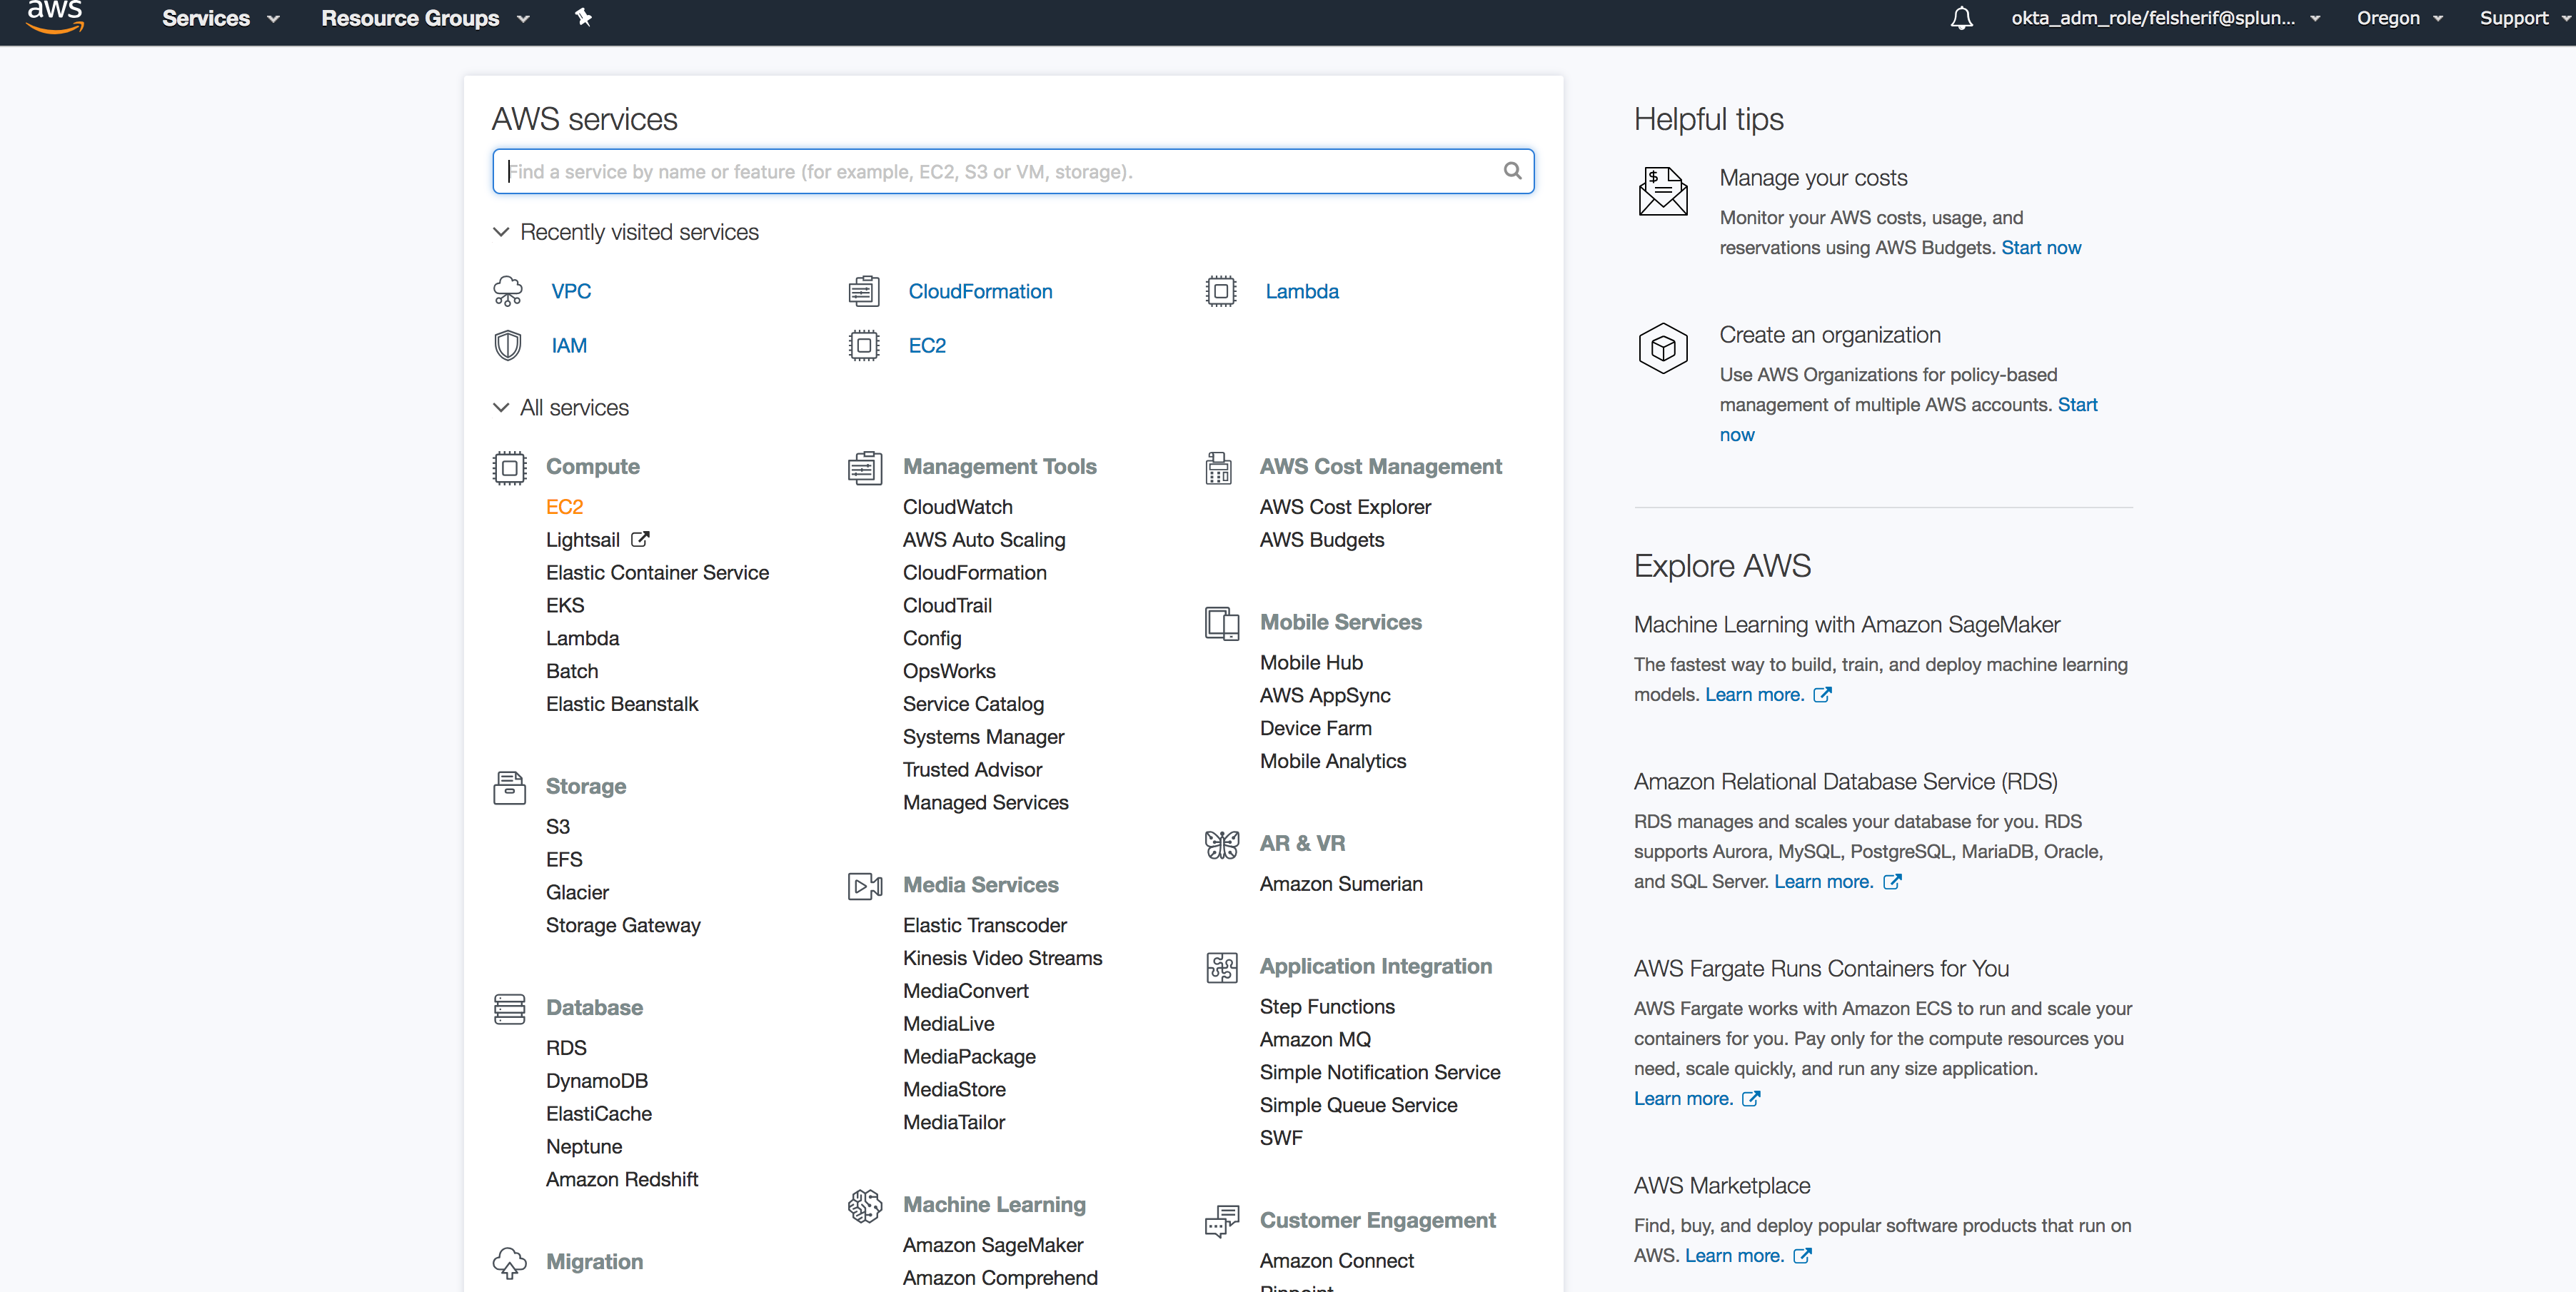 aws
Services
Resource Groups
okta_adm_role/felsherif@splun...
Oregon
Support
AWS services
Find a service by name or feature (for example, EC2, S3 or VM, storage).
Recently visited services
VPC
CloudFormation
Lambda
IAM
EC2
All services
Compute
EC2
Lightsail
Elastic Container Service
EKS
Lambda
Batch
Elastic Beanstalk
Storage
S3
EFS
Glacier
Storage Gateway
Database
RDS
DynamoDB
ElastiCache
Neptune
Amazon Redshift
Migration
Management Tools
CloudWatch
AWS Auto Scaling
CloudFormation
CloudTrail
Config
OpsWorks
Service Catalog
Systems Manager
Trusted Advisor
Managed Services
Media Services
Elastic Transcoder
Kinesis Video Streams
MediaConvert
MediaLive
MediaPackage
MediaStore
MediaTailor
Machine Learning
Amazon SageMaker
Amazon Comprehend
AWS Cost Management
AWS Cost Explorer
AWS Budgets
Mobile Services
Mobile Hub
AWS AppSync
Device Farm
Mobile Analytics
AR & VR
Amazon Sumerian
Application Integration
Step Functions
Amazon MQ
Simple Notification Service
Simple Queue Service
SWF
Customer Engagement
Amazon Connect
Pinpoint
Helpful tips
Manage your costs
Monitor your AWS costs, usage, and
reservations using AWS Budgets. Start now
Create an organization
Use AWS Organizations for policy-based
management of multiple AWS accounts. Start
now
Explore AWS
Machine Learning with Amazon SageMaker
The fastest way to build, train, and deploy machine learning
models. Learn more.
Amazon Relational Database Service (RDS)
RDS manages and scales your database for you. RDS
supports Aurora, MySQL, PostgreSQL, MariaDB, Oracle,
and SQL Server. Learn more.
AWS Fargate Runs Containers for You
AWS Fargate works with Amazon ECS to run and scale your
containers for you. Pay only for the compute resources you
need, scale quickly, and run any size application.
Learn more.
AWS Marketplace
Find, buy, and deploy popular software products that run on
AWS. Learn more.